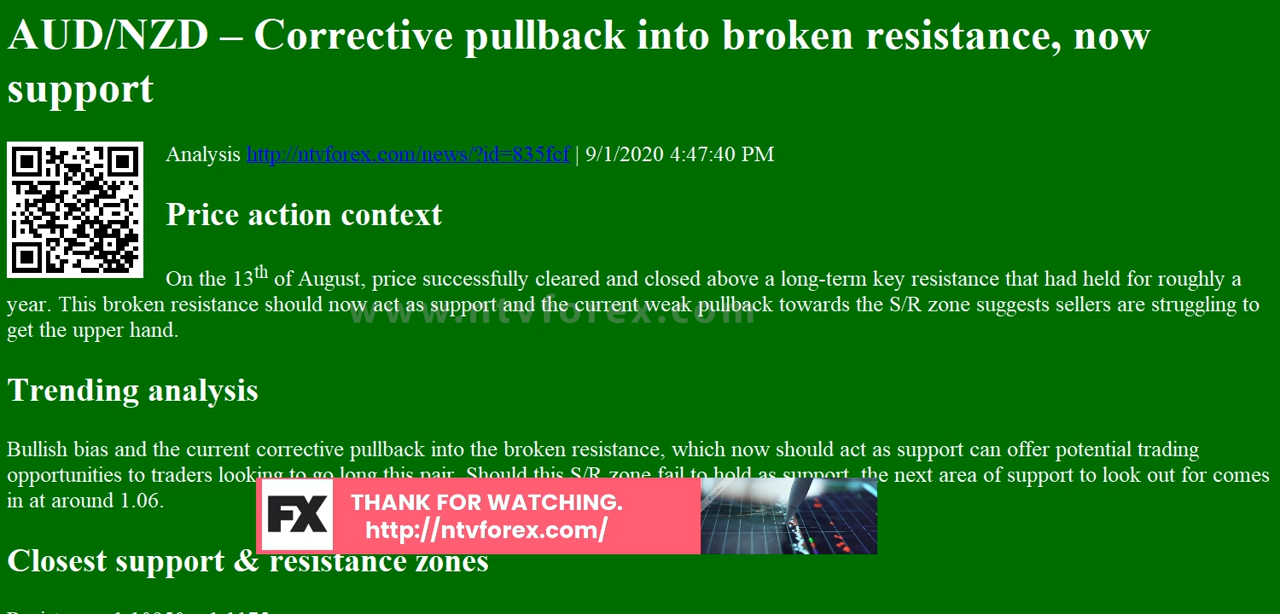 AUD/NZD – Corrective pullback into broken resistance, now
support
Analysis http://ntvforex.com/news/?id=835fcf | 9/1/2020 4:47:40 PM
Price action context
On the 13th of August, price successfully cleared and closed above a long-term key resistance that had held for roughly a
year. This broken resistance should now act as support and the current weak pullback towards the S/R zone suggests sellers are struggling to
www.ntvforex.com
get the upper hand.
Trending analysis
Bullish bias and the current corrective pullback into the broken resistance, which now should act as support can offer potential trading
opportunities to traders looking to go long this pair. Should this S/R zone fail to hold as support, the next area of support to look out for comes
in at around 1.06.
FX
THANK FOR WATCHING.
http://ntvforex.com/
Closest support & resistance zones